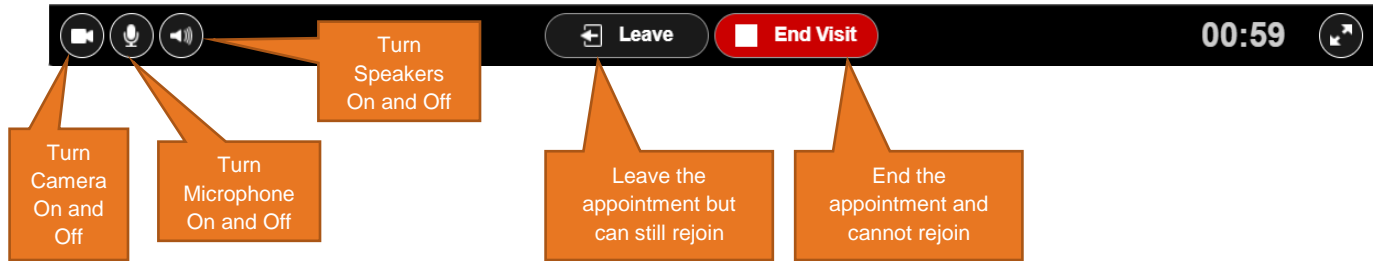 Leave
End Visit
00:59
Turn
Speakers
On and Off
Turn
Camera
On and
Off
Turn
Microphone
On and Off
Leave the
appointment but
can still rejoin
End the
appointment and
cannot rejoin